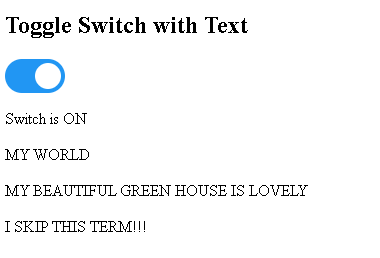 Toggle Switch with Text
Switch is ON
MY WORLD
MY BEAUTIFUL GREEN HOUSE IS LOVELY
I SKIP THIS TERM!!!